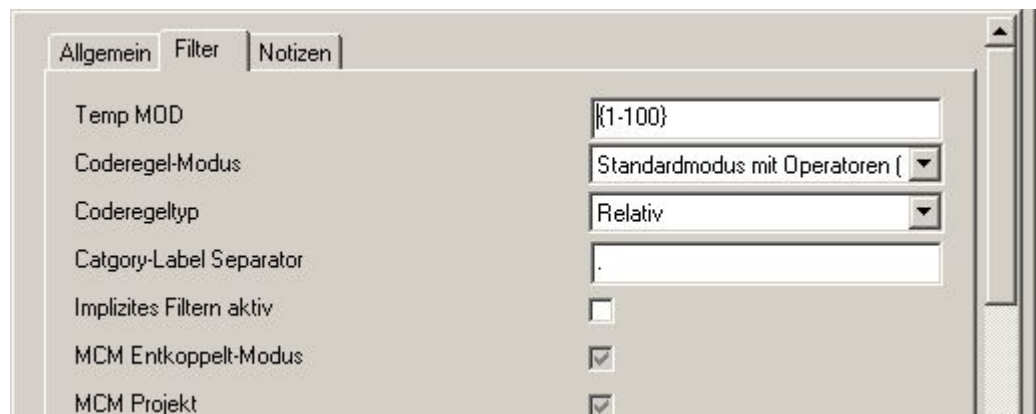 Allgemein Filter Notizen
Temp MOD {1-100}
Coderegel-Modus Standardmodus mit Operatoren (
Coderegeltyp Relativ
Catgory-Label Separator .
Implizites Filtern aktiv
MCM Entkoppelt-Modus
MCM Projekt